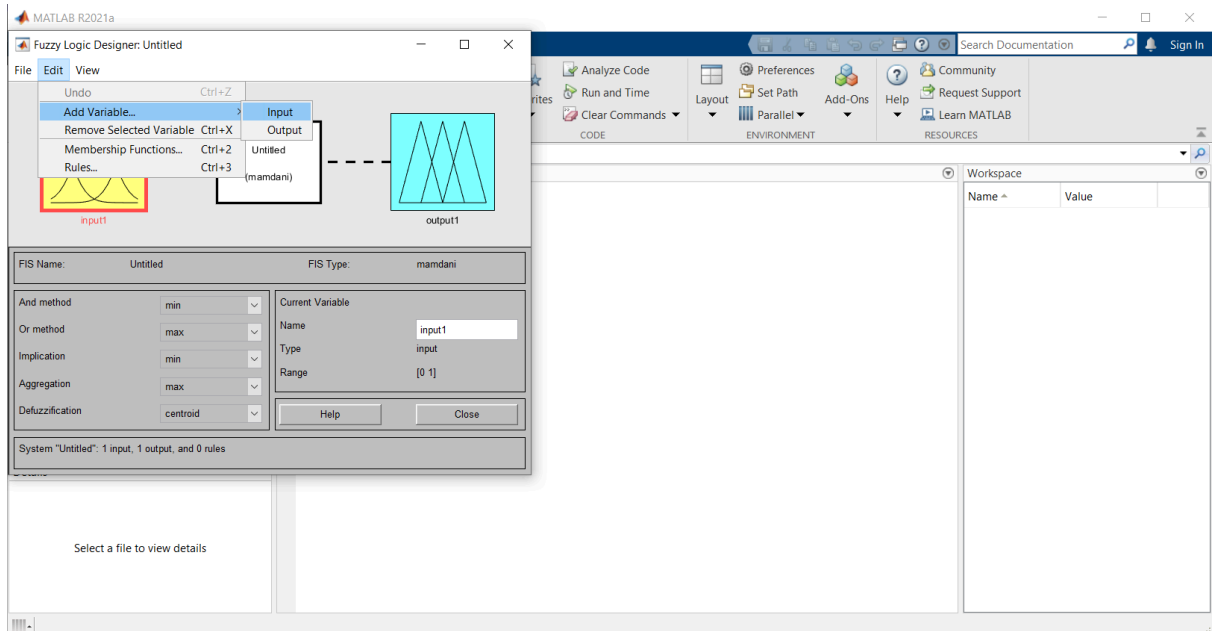 MATLAB R2021a
Fuzzy Logic Designer: Untitled
File Edit View
Undo Ctrl+Z
Add Variable...
Remove Selected Variable Ctrl+X
Membership Functions... Ctrl+2
Rules... Ctrl+3
Input
Output
Untitled
(mamdani)
input1
output1
FIS Name: Untitled FIS Type: mamdani
And method min
Or method max
Implication min
Aggregation max
Defuzzification centroid
Current Variable
Name input1
Type input
Range [0 1]
Help Close
System "Untitled": 1 input, 1 output, and 0 rules
Select a file to view details
Search Documentation
Sign In
rites
Analyze Code
Run and Time
Clear Commands
CODE
Layout
Preferences
Set Path
Parallel
Add-Ons
ENVIRONMENT
Help
Community
Request Support
Learn MATLAB
RESOURCES
Workspace
Name Value